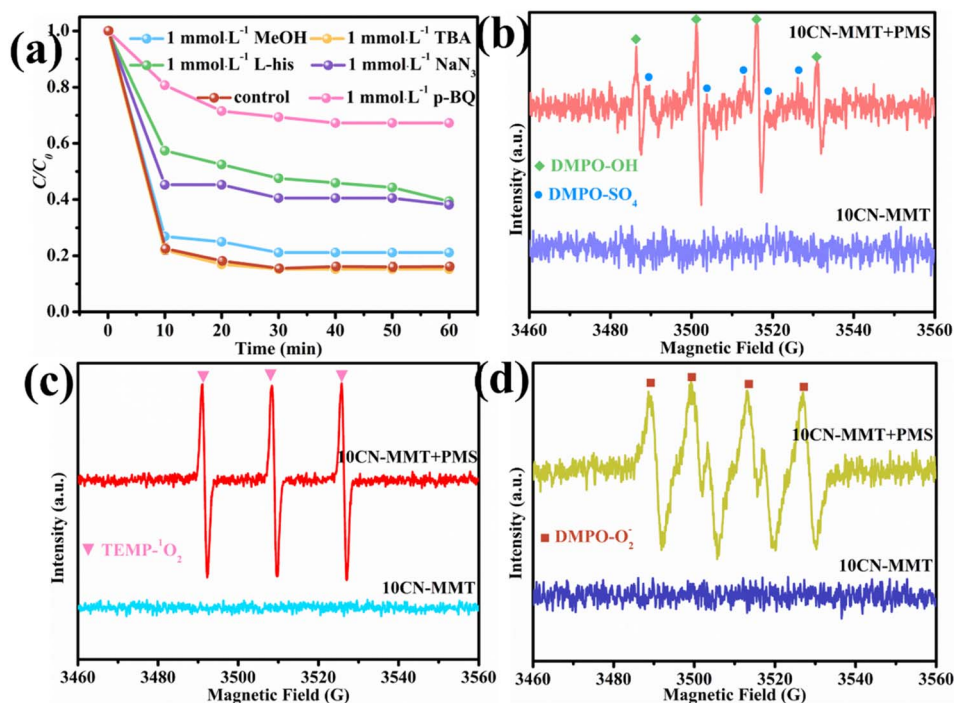 (a)
1 mmol·L⁻¹ MeOH
1 mmol·L⁻¹ TBA
1 mmol·L⁻¹ L-his
1 mmol·L⁻¹ NaN₃
control
1 mmol·L⁻¹ p-BQ
1.0
0.8
0.6
0.4
0.2
0.0
C/C₀
0 10 20 30 40 50 60
Time (min)
(b)
10CN-MMT+PMS
DMPO-OH
DMPO-SO₄
10CN-MMT
Intensity (a.u.)
3460 3480 3500 3520 3540 3560
Magnetic Field (G)
(c)
10CN-MMT+PMS
TEMP-¹O₂
10CN-MMT
Intensity (a.u.)
3460 3480 3500 3520 3540 3560
Magnetic Field (G)
(d)
10CN-MMT+PMS
DMPO-O₂⁻
10CN-MMT
Intensity (a.u.)
3460 3480 3500 3520 3540 3560
Magnetic Field (G)